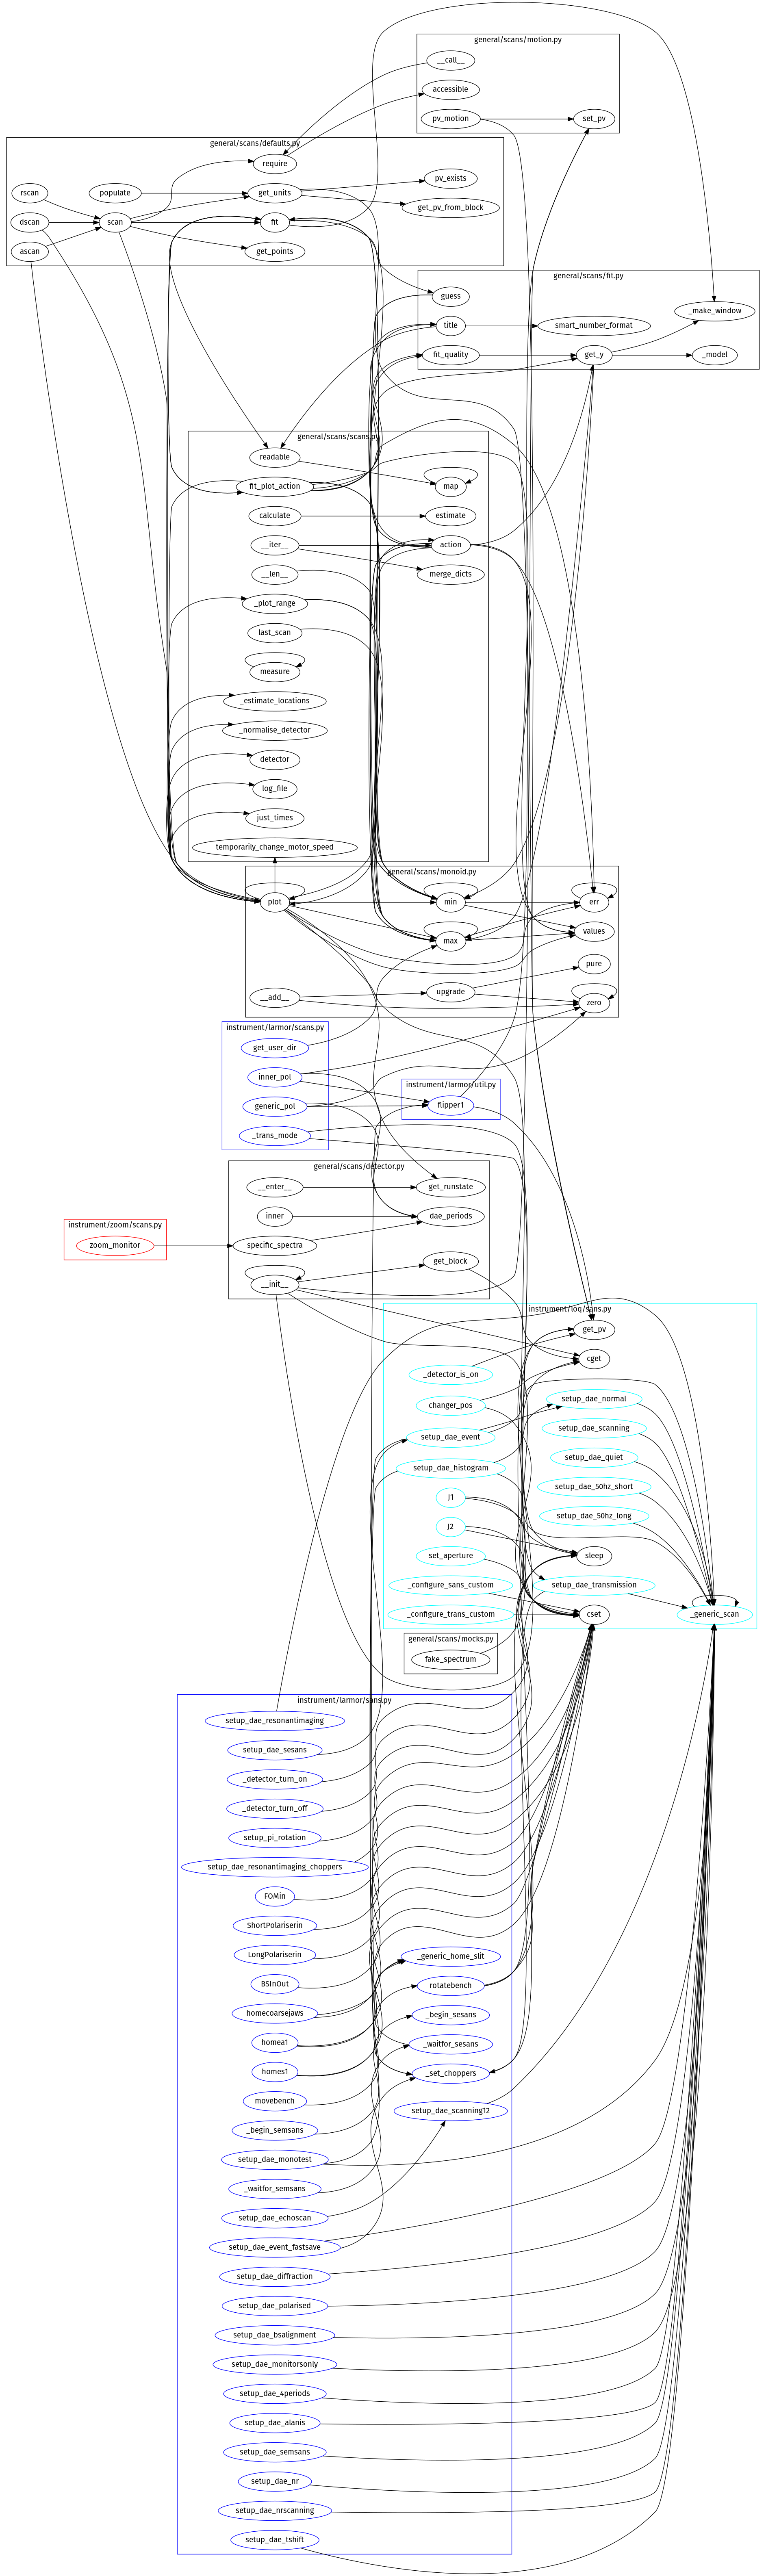 general/scans/motion.py
__call__
accessible
pv_motion
set_pv
general/scans/defaults.py
require
rscan
populate
get_units
pv_exists
get_pv_from_block
dscan
scan
fit
ascan
get_points
general/scans/fit.py
guess
_make_window
title
smart_number_format
fit_quality
get_y
_model
general/scans/scans.py
readable
fit_plot_action
map
calculate
estimate
__iter__
action
__len__
merge_dicts
_plot_range
last_scan
measure
_estimate_locations
_normalise_detector
detector
log_file
just_times
temporarily_change_motor_speed
general/scans/monoid.py
plot
min
err
values
max
pure
__add__
upgrade
zero
instrument/larmor/scans.py
get_user_dir
inner_pol
generic_pol
_trans_mode
instrument/larmor/util.py
flipper1
general/scans/detector.py
__enter__
get_runstate
inner
dae_periods
specific_spectra
get_block
__init__
instrument/zoom/scans.py
zoom_monitor
instrument/loq/sans.py
get_pv
cget
_detector_is_on
changer_pos
setup_dae_normal
setup_dae_event
setup_dae_scanning
setup_dae_histogram
setup_dae_quiet
J1
setup_dae_50hz_short
J2
setup_dae_50hz_long
set_aperture
sleep
_configure_sans_custom
setup_dae_transmission
_configure_trans_custom
cset
_generic_scan
general/scans/mocks.py
fake_spectrum
instrument/larmor/sans.py
setup_dae_resonantimaging
setup_dae_sesans
_detector_turn_on
_detector_turn_off
setup_pi_rotation
setup_dae_resonantimaging_choppers
FOMin
ShortPolariserin
LongPolariserin
_generic_home_slit
BSInOut
rotatebench
homecoarsejaws
_begin_sesans
homea1
_waitfor_sesans
homes1
_set_choppers
movebench
setup_dae_scanning12
_begin_semsans
setup_dae_monotest
_waitfor_semsans
setup_dae_echoscan
setup_dae_event_fastsave
setup_dae_diffraction
setup_dae_polarised
setup_dae_bsalignment
setup_dae_monitorsonly
setup_dae_4periods
setup_dae_alanis
setup_dae_semsans
setup_dae_nr
setup_dae_nrscanning
setup_dae_tshift